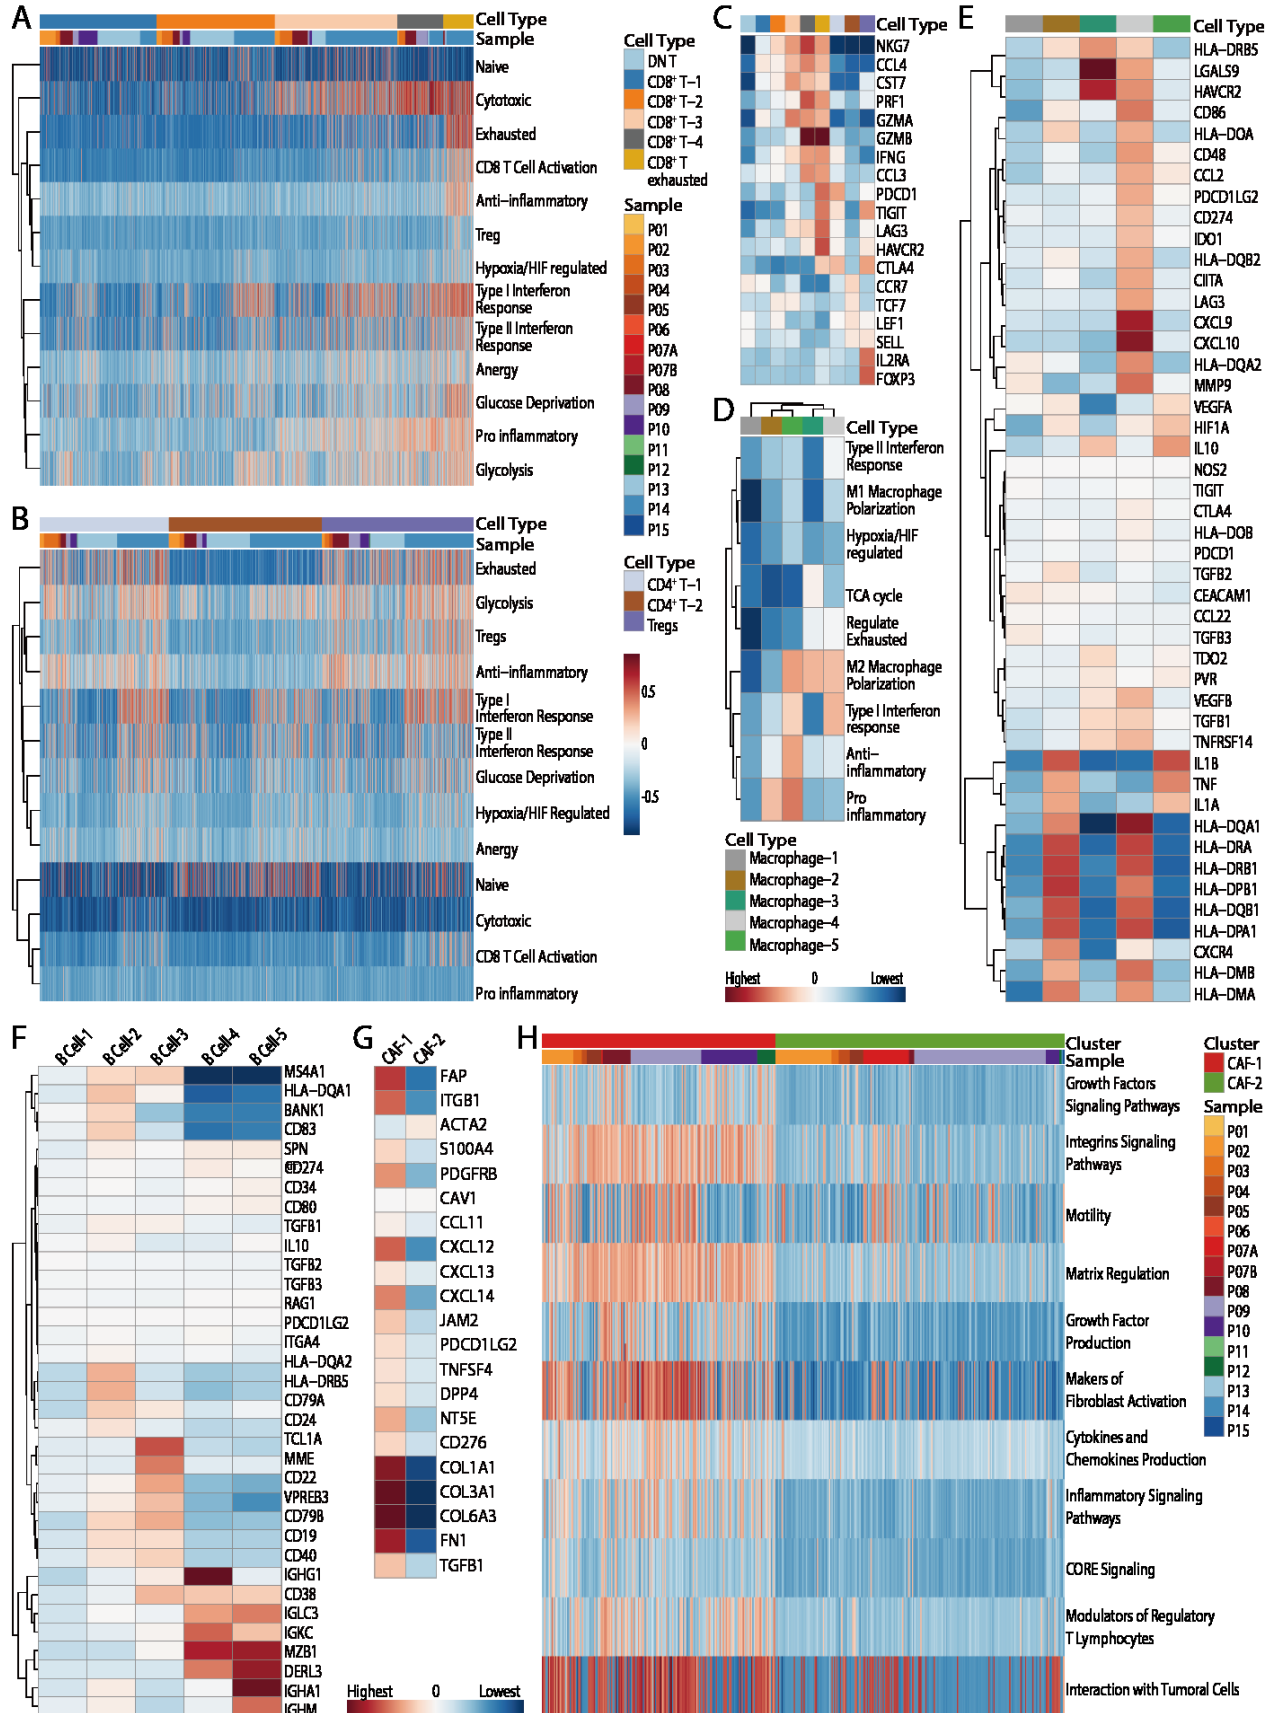 A
Cell Type
Sample
Naive
Cytotoxic
Exhausted
CD8 T Cell Activation
Anti-inflammatory
Treg
Hypoxia/HIF regulated
Type I Interferon
Response
Type II Interferon
Response
Anergy
Glucose Deprivation
Pro inflammatory
Glycolysis
Cell Type
DN T
CD8+ T-1
CD8+ T-2
CD8+ T-3
CD8+ T-4
CD8+ T
exhausted
Sample
P01
P02
P03
P04
P05
P06
P07A
P07B
P08
P09
P10
P11
P12
P13
P14
P15
B
Cell Type
Sample
Exhausted
Glycolysis
Tregs
Anti-inflammatory
Type I
Interferon Response
Type II
Interferon Response
Glucose Deprivation
Hypoxia/HIF Regulated
Anergy
Naive
Cytotoxic
CD8 T Cell Activation
Pro inflammatory
Cell Type
CD4+ T-1
CD4+ T-2
Tregs
0.5
0
-0.5
C
Cell Type
NKG7
CCL4
CST7
PRF1
GZMA
GZMB
IFNG
CCL3
PDCD1
TIGIT
LAG3
HAVCR2
CTLA4
CCR7
TCF7
LEF1
SELL
IL2RA
FOXP3
D
Cell Type
Type II Interferon
Response
M1 Macrophage
Polarization
Hypoxia/HIF
regulated
TCA cycle
Regulate
Exhausted
M2 Macrophage
Polarization
Type I Interferon
response
Anti-
inflammatory
Pro
inflammatory
Cell Type
Macrophage-1
Macrophage-2
Macrophage-3
Macrophage-4
Macrophage-5
Highest 0 Lowest
E
Cell Type
HLA-DRB5
LGALS9
HAVCR2
CD86
HLA-DOA
CD48
CCL2
PDCD1LG2
CD274
IDO1
HLA-DQB2
CIITA
LAG3
CXCL9
CXCL10
HLA-DQA2
MMP9
VEGFA
HIF1A
IL10
NOS2
TIGIT
CTLA4
HLA-DOB
PDCD1
TGFB2
CEACAM1
CCL22
TGFB3
TDO2
PVR
VEGFB
TGFB1
TNFRSF14
IL1B
TNF
IL1A
HLA-DQA1
HLA-DRA
HLA-DRB1
HLA-DPB1
HLA-DQB1
HLA-DPA1
CXCR4
HLA-DMB
HLA-DMA
F
B Cell-1
B Cell-2
B Cell-3
B Cell-4
B Cell-5
MS4A1
HLA-DQA1
BANK1
CD83
SPN
CD274
CD34
CD80
TGFB1
IL10
TGFB2
TGFB3
RAG1
PDCD1LG2
ITGA4
HLA-DQA2
HLA-DRB5
CD79A
CD24
TCL1A
MME
CD22
VPREB3
CD79B
CD19
CD40
IGHG1
CD38
IGLC3
IGKC
MZB1
DERL3
IGHA1
IGHM
G
CAF-1
CAF-2
FAP
ITGB1
ACTA2
S100A4
PDGFRB
CAV1
CCL11
CXCL12
CXCL13
CXCL14
JAM2
PDCD1LG2
TNFSF4
DPP4
NT5E
CD276
COL1A1
COL3A1
COL6A3
FN1
TGFB1
Highest 0 Lowest
H
Cluster
Sample
Growth Factors
Signaling Pathways
Integrins Signaling
Pathways
Motility
Matrix Regulation
Growth Factor
Production
Makers of
Fibroblast Activation
Cytokines and
Chemokines Production
Inflammatory Signaling
Pathways
CORE Signaling
Modulators of Regulatory
T Lymphocytes
Interaction with Tumoral Cells
Cluster
CAF-1
CAF-2
Sample
P01
P02
P03
P04
P05
P06
P07A
P07B
P08
P09
P10
P11
P12
P13
P14
P15